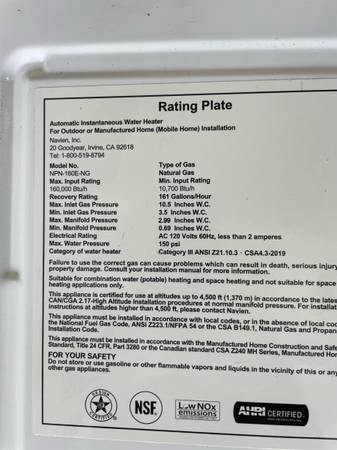 Rating Plate
Automatic Instantaneous Water Heater
For Outdoor or Manufactured Home (Mobile Home) Installation
Navien, Inc.
20 Goodyear, Irvine, CA 92618
Tel: 1-800-519-8794
Model No. Type of Gas
NPN-160E-NG Natural Gas
Max. Input Rating Min. Input Rating
160,000 Btu/h 10,700 Btu/h
Recovery Rating 161 Gallons/Hour
Max. Inlet Gas Pressure 10.5 Inches W.C.
Min. Inlet Gas Pressure 3.5 Inches W.C.
Max. Manifold Pressure 2.99 Inches W.C.
Min. Manifold Pressure 0.69 Inches W.C.
Electrical Rating AC 120 Volts 60Hz, less than 2 amperes
Max. Water Pressure 150 psi
Category of water heater Category III ANSI Z21.10.3 - CSA4.3-2019
Failure to use the correct gas can cause problems which can result in death, serious injury
property damage. Consult your installation manual for more information.
Suitable for combination water (potable) heating and space heating and not suitable for space
heating applications only.
This appliance is certified for use at altitudes up to 4,500 ft (1,370 m) in accordance to the latest
CAN/CGA 2.17-High Altitude Installation procedures at normal manifold pressure. For installation
instructions at altitudes higher than 4,500 ft, please contact Navien.
This appliance must be installed in accordance with local codes, or in the absence of local codes
the National Fuel Gas Code, ANSI Z223.1/NFPA 54 or the CSA B149.1, Natural Gas and Propane
Installation Code.
This appliance must be installed in accordance with the Manufactured Home Construction and Safe
Standard, Title 24 CFR, Part 3280 or the Canadian standard CSA Z240 MH Series, Manufactured Hom
FOR YOUR SAFETY
Do not store or use gasoline or other flammable vapors and liquids in the vicinity of this or any
other gas appliances.
NSF
Low NOx
emissions
AHRI CERTIFIED